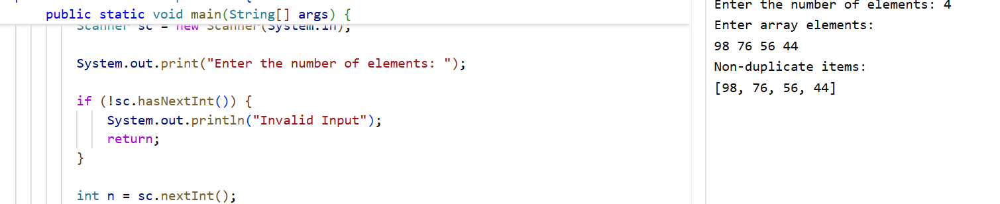 public static void main(String[] args) {
Scanner sc = new Scanner(System.in);
System.out.print("Enter the number of elements: ");
if (!sc.hasNextInt()) {
System.out.println("Invalid Input");
return;
}
int n = sc.nextInt();
Enter the number of elements: 4
Enter array elements:
98 76 56 44
Non-duplicate items:
[98, 76, 56, 44]